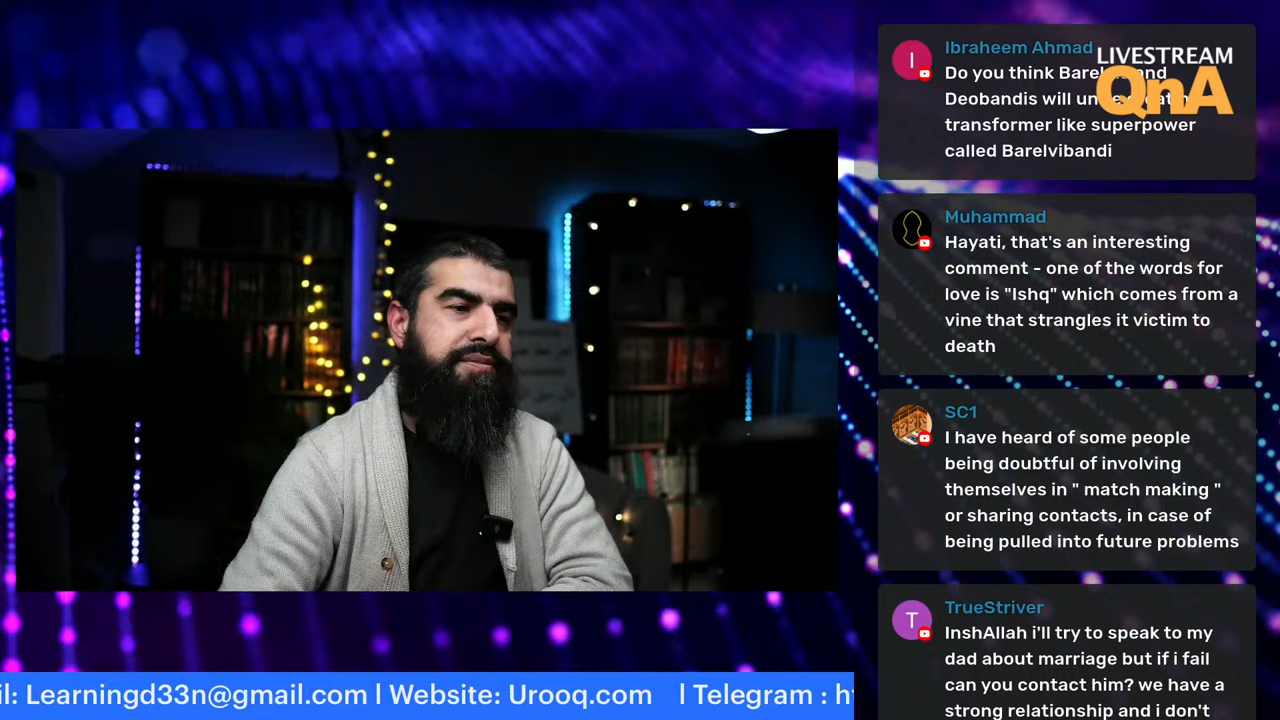 Ibraheem Ahmad
LIVESTREAM
QnA
Do you think and
Deobandis will
transformer like superpower
called Barelvibandi
Muhammad
Hayati, that's an interesting
comment - one of the words for
love is "Ishq" which comes from a
vine that strangles it victim to
death
SC1
I have heard of some people
being doubtful of involving
themselves in " match making "
or sharing contacts, in case of
being pulled into future problems
T
TrueStriver
InshAllah i'll try to speak to my
dad about marriage but if i fail
can you contact him? we have a
strong relationship and i don't
il: Learningd33n@gmail.com | Website: Urooq.com | Telegram : h
I